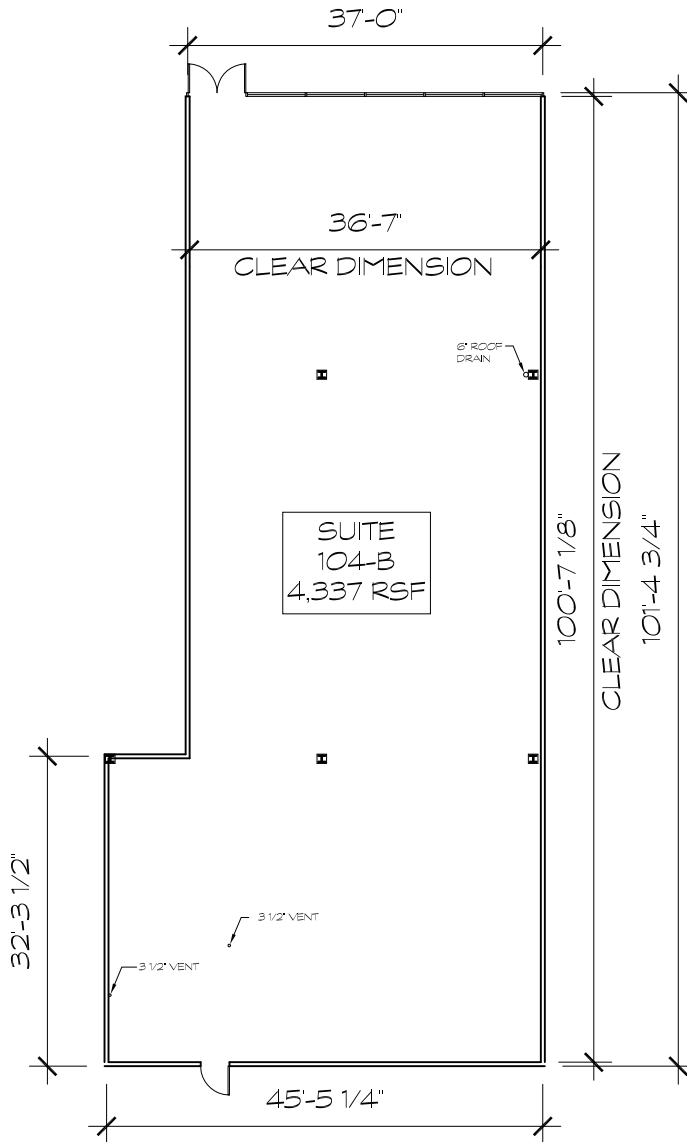 37'-0"
36'-7"
CLEAR DIMENSION
6" ROOF
DRAIN
SUITE
104-B
4,337 RSF
100'-7 1/8"
CLEAR DIMENSION
101'-4 3/4"
32'-3 1/2"
3 1/2" VENT
3 1/2" VENT
45'-5 1/4"